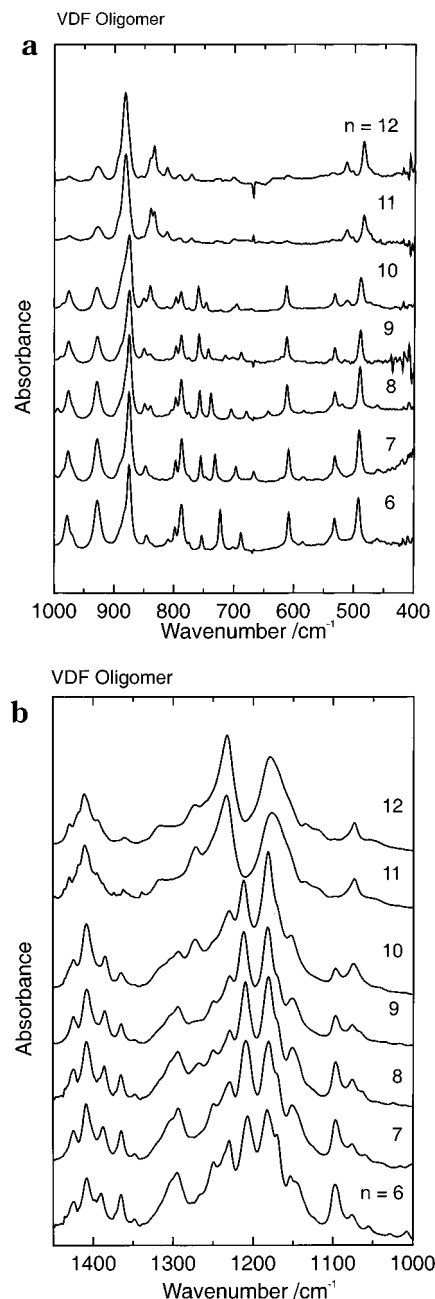 VDF Oligomer
a
n = 12
11
10
9
8
7
6
Absorbance
1000 900 800 700 600 500 400
Wavenumber /cm-1
VDF Oligomer
b
12
11
10
9
8
7
n = 6
Absorbance
1400 1300 1200 1100 1000
Wavenumber /cm-1